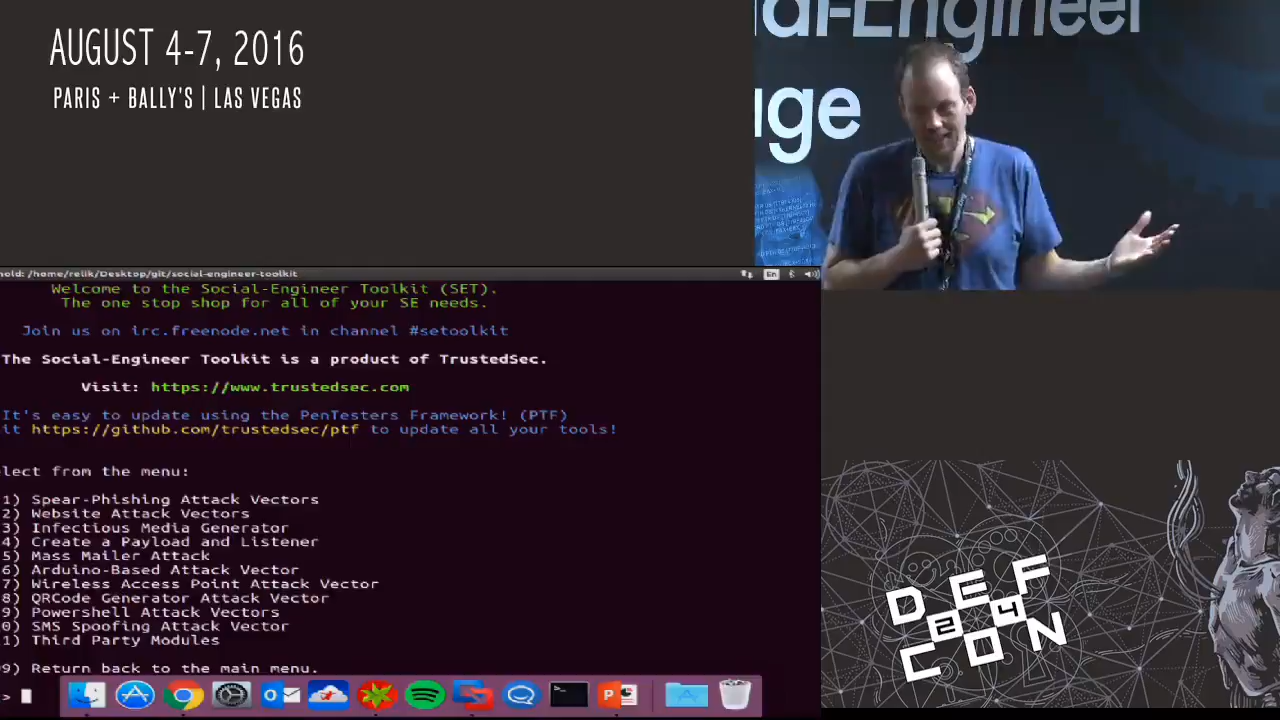 AUGUST 4-7, 2016
PARIS + BALLY'S | LAS VEGAS
ial-Engineer
age
nold: /home/relik/Desktop/git/social-engineer-toolkit
En
Welcome to the Social-Engineer Toolkit (SET).
The one stop shop for all of your SE needs.
Join us on irc.freenode.net in channel #setoolkit
The Social-Engineer Toolkit is a product of TrustedSec.
Visit: https://www.trustedsec.com
It's easy to update using the PenTesters Framework! (PTF)
it https://github.com/trustedsec/ptf to update all your tools!
lect from the menu:
1) Spear-Phishing Attack Vectors
2) Website Attack Vectors
3) Infectious Media Generator
4) Create a Payload and Listener
5) Mass Mailer Attack
6) Arduino-Based Attack Vector
7) Wireless Access Point Attack Vector
8) QRCode Generator Attack Vector
9) Powershell Attack Vectors
0) SMS Spoofing Attack Vector
1) Third Party Modules
9) Return back to the main menu.
>
DEF
24
CON